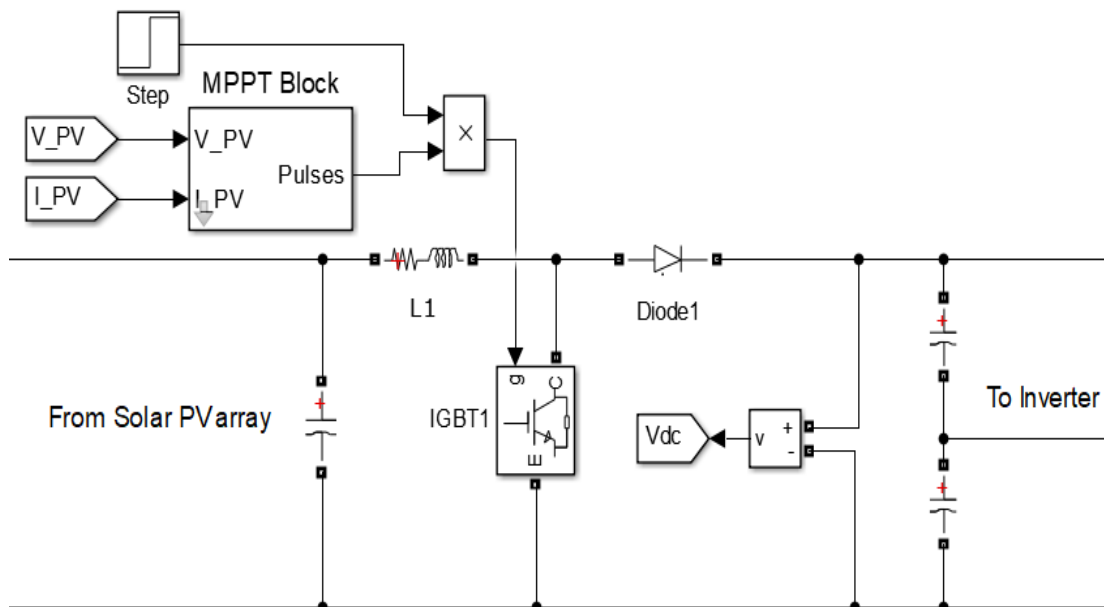 Step
MPPT Block
V_PV
V_PV
Pulses
I_PV
I_PV
×
L1
Diode1
g
C
IGBT1
E
From Solar PVarray
Vdc
v
+
-
To Inverter